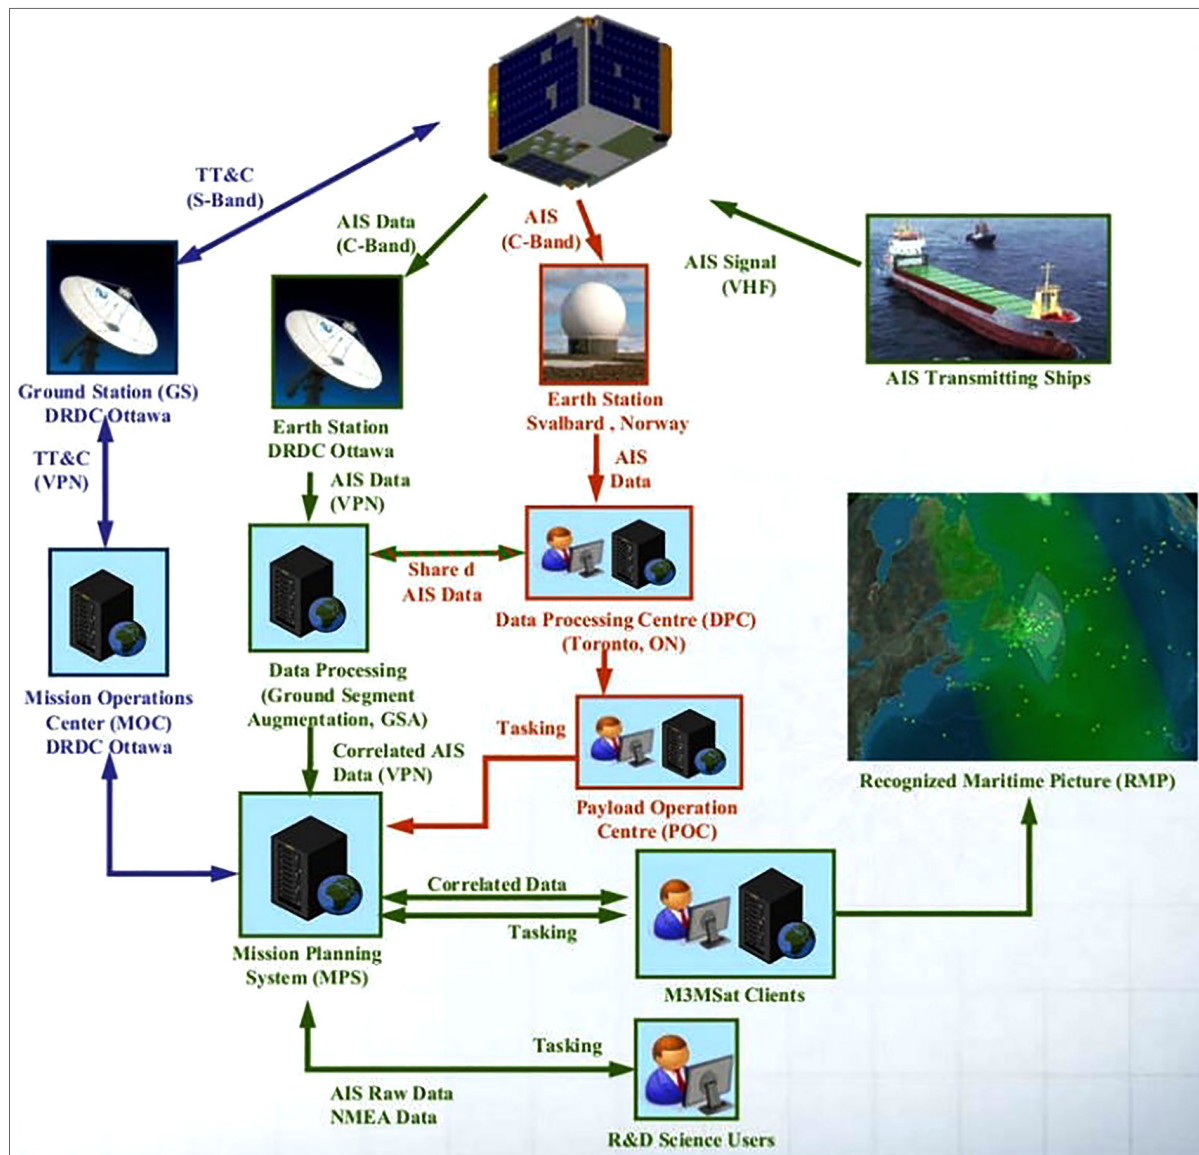 TT&C
(S-Band)
AIS Data
(C-Band)
AIS
(C-Band)
AIS Signal
(VHF)
AIS Transmitting Ships
Ground Station (GS)
DRDC Ottawa
Earth Station
DRDC Ottawa
Earth Station
Svalbard , Norway
TT&C
(VPN)
AIS Data
(VPN)
AIS
Data
Share d
AIS Data
Data Processing Centre (DPC)
(Toronto, ON)
Mission Operations
Center (MOC)
DRDC Ottawa
Data Processing
(Ground Segment
Augmentation, GSA)
Tasking
Correlated AIS
Data (VPN)
Payload Operation
Centre (POC)
Recognized Maritime Picture (RMP)
Correlated Data
Tasking
Mission Planning
System (MPS)
M3MSat Clients
Tasking
AIS Raw Data
NMEA Data
R&D Science Users